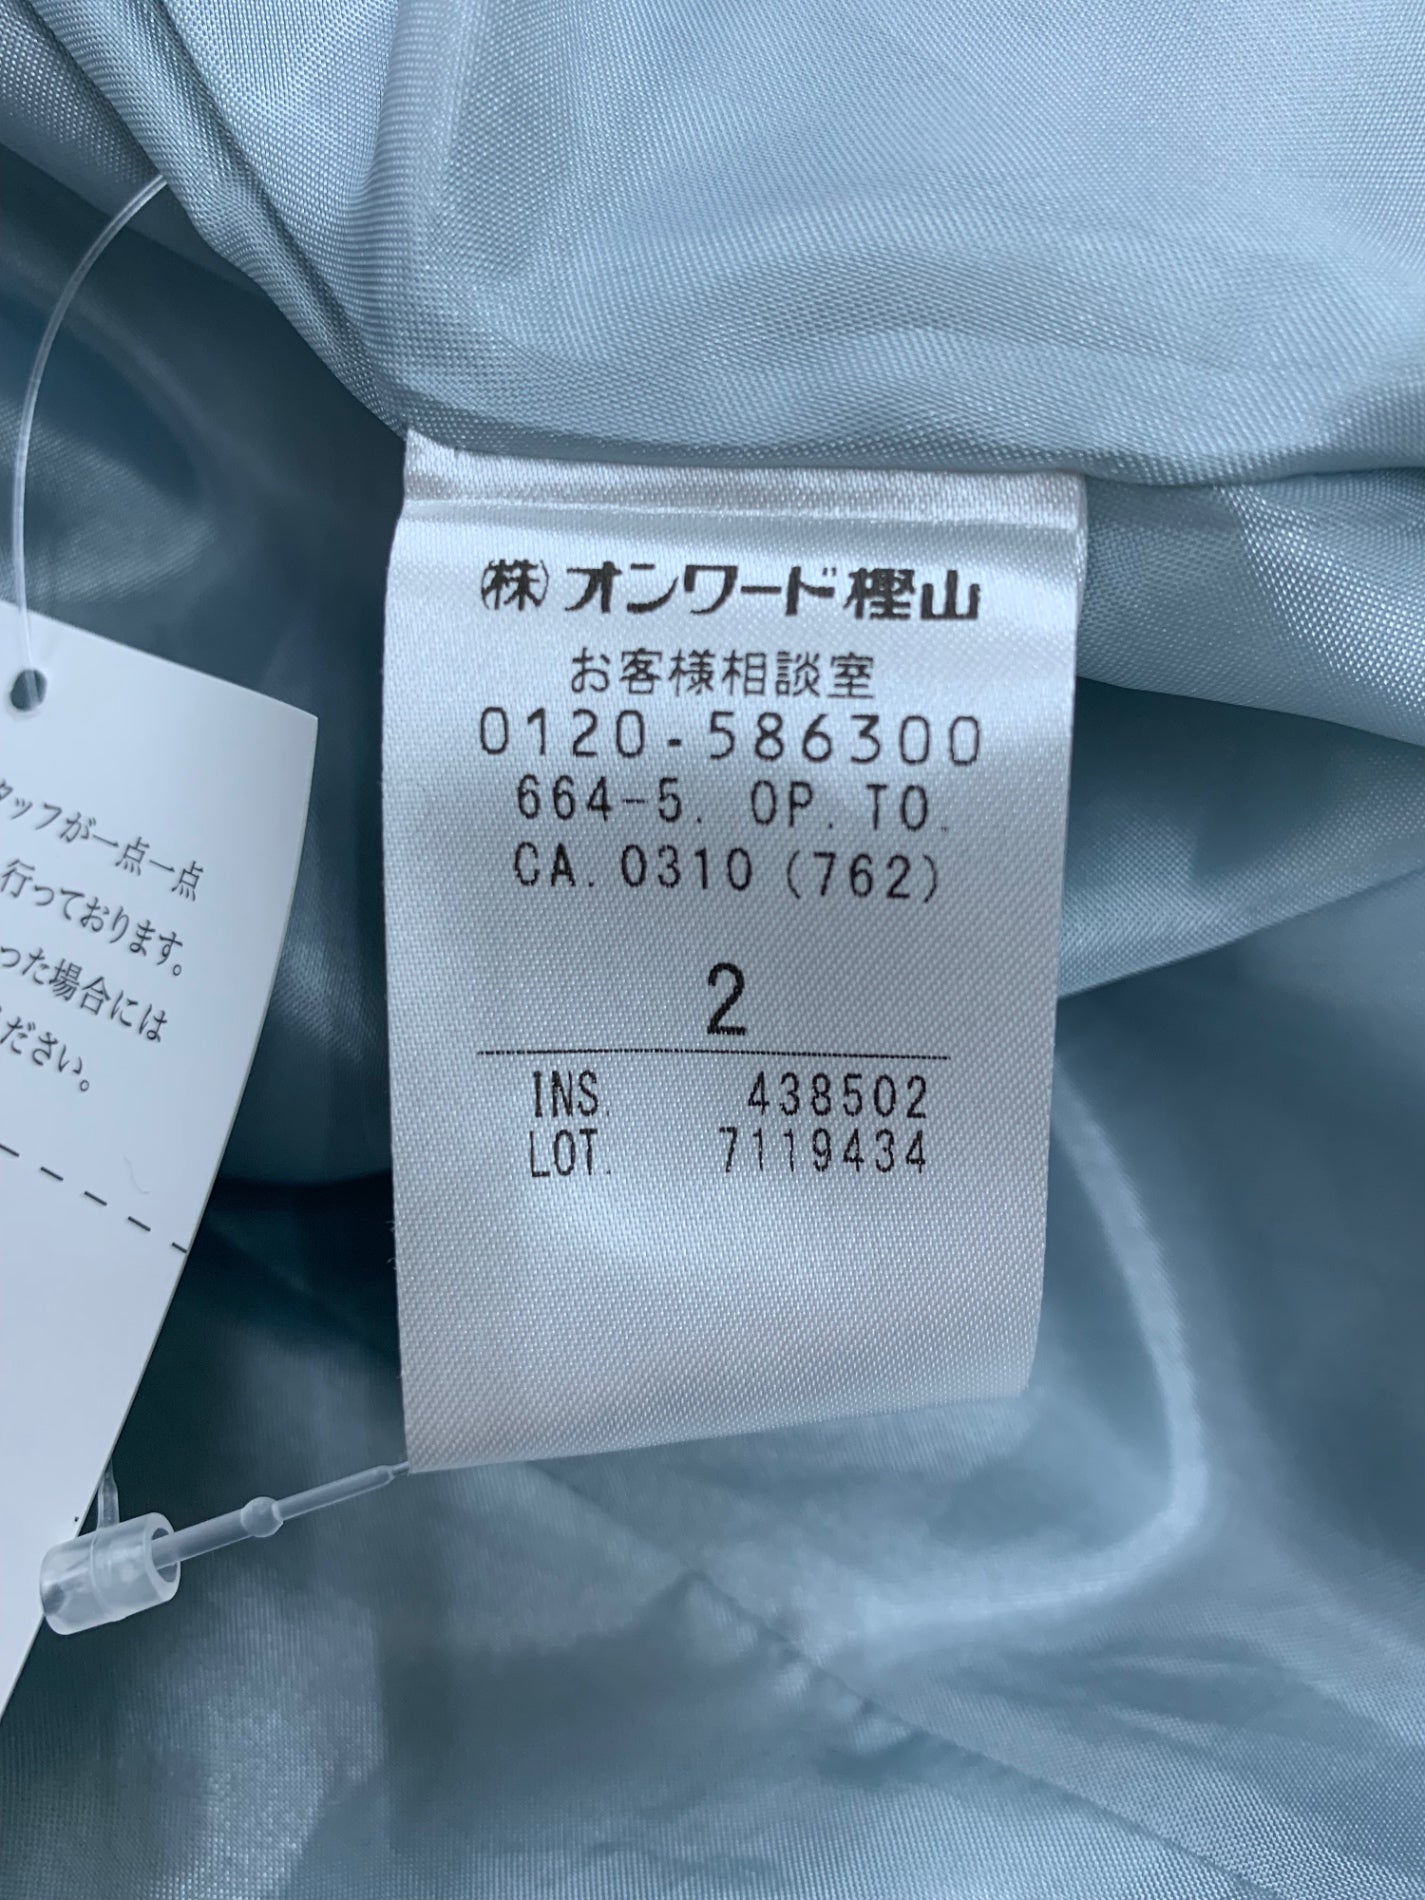 ㈱オンワード樫山
お客様相談室
0120-586300
664-5. OP. TO.
CA. 0310 (762)
2
INS. 438502
LOT. 7119434
タッフが一点一点
行っております。
った場合には
ください。